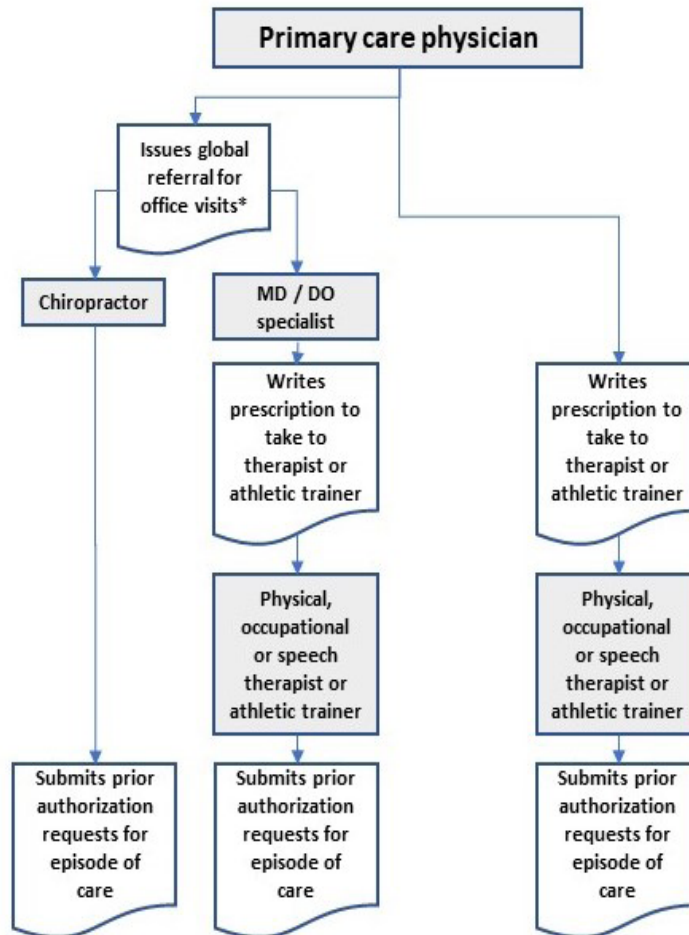 Primary care physician
Issues global
referral for
office visits*
Chiropractor
MD / DO
specialist
Writes
prescription to
take to
therapist or
athletic trainer
Writes
prescription to
take to
therapist or
athletic trainer
Physical,
occupational
or speech
therapist or
athletic trainer
Physical,
occupational
or speech
therapist or
athletic trainer
Submits prior
authorization
requests for
episode of
care
Submits prior
authorization
requests for
episode of
care
Submits prior
authorization
requests for
episode of
care